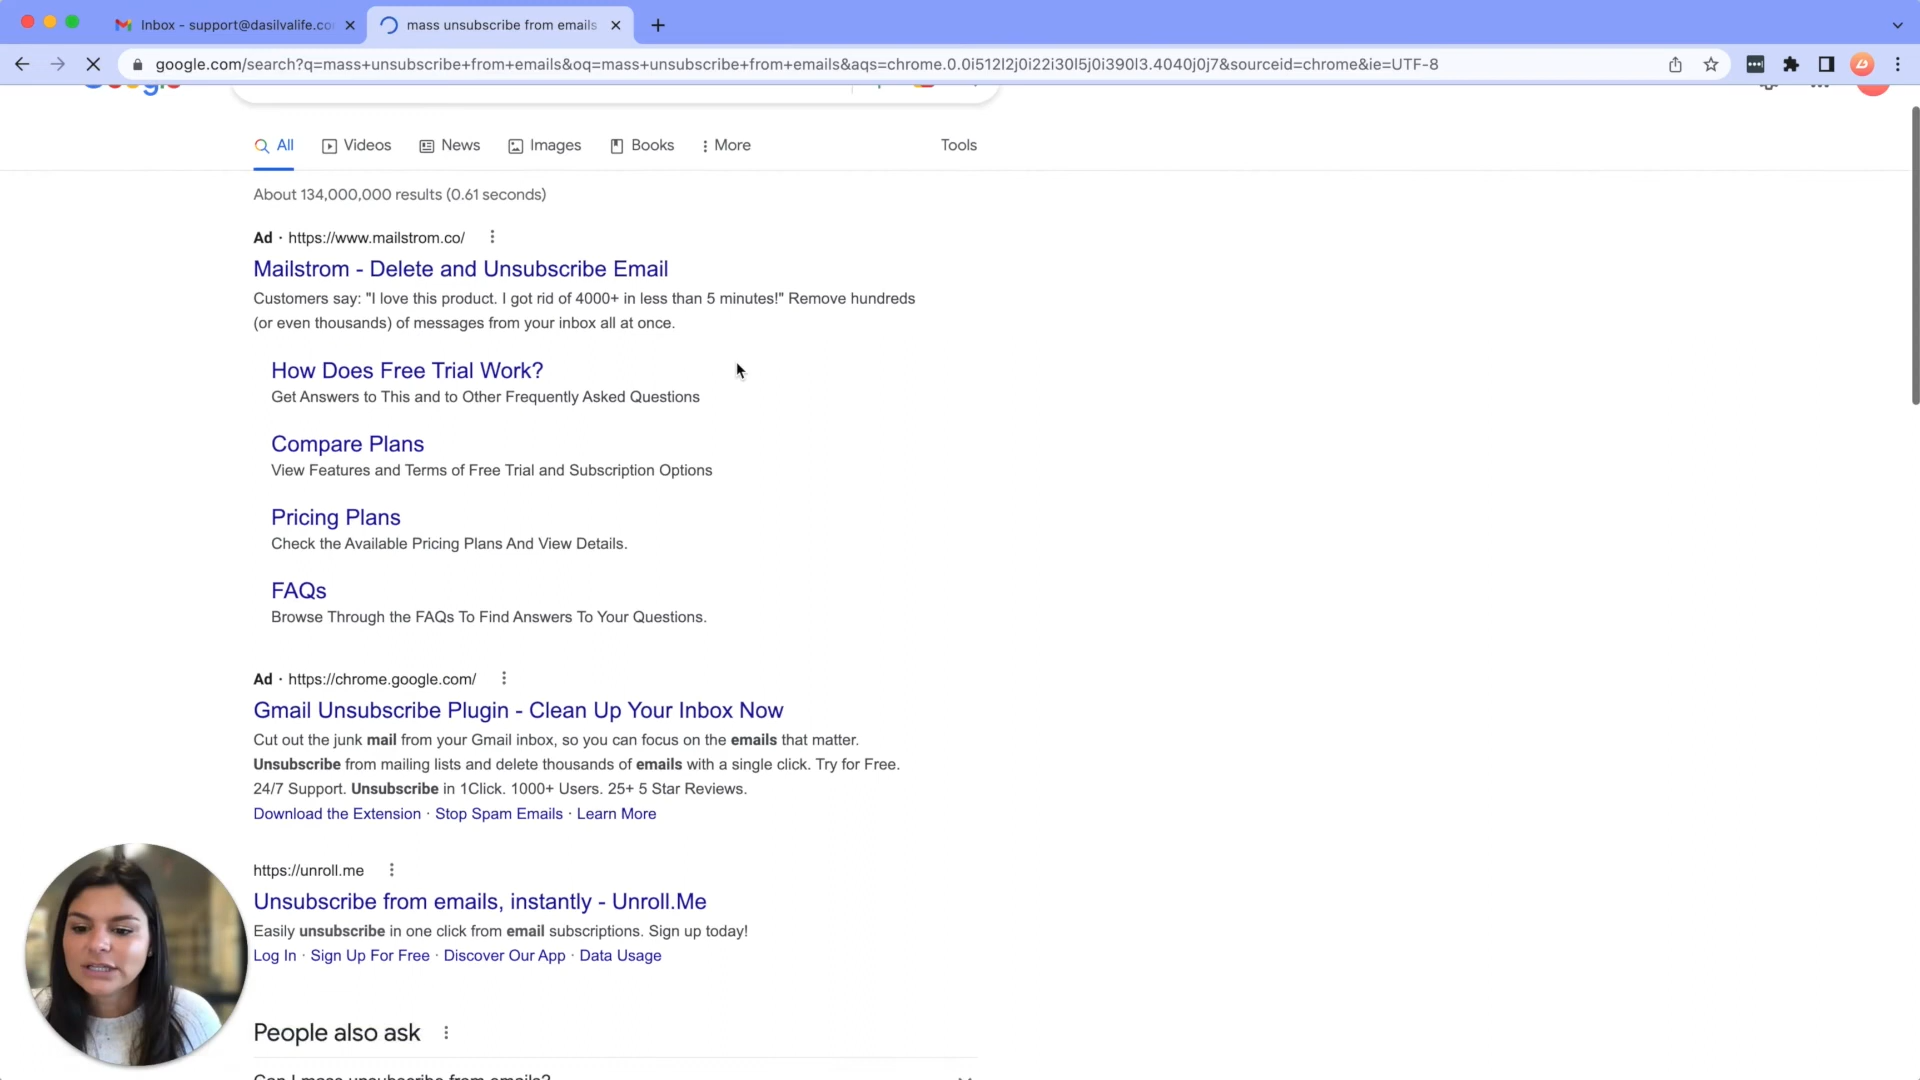 Inbox - support@dasilvalife.co
mass unsubscribe from emails
google.com/search?q=mass+unsubscribe+from+emails&oq=mass+unsubscribe+from+emails&aqs=chrome.0.0i512l2j0i22i30l5j0i390l3.4040j0j7&sourceid=chrome&ie=UTF-8
All Videos News Images Books More Tools
About 134,000,000 results (0.61 seconds)
Ad · https://www.mailstrom.co/
Mailstrom - Delete and Unsubscribe Email
Customers say: "I love this product. I got rid of 4000+ in less than 5 minutes!" Remove hundreds
(or even thousands) of messages from your inbox all at once.
How Does Free Trial Work?
Get Answers to This and to Other Frequently Asked Questions
Compare Plans
View Features and Terms of Free Trial and Subscription Options
Pricing Plans
Check the Available Pricing Plans And View Details.
FAQs
Browse Through the FAQs To Find Answers To Your Questions.
Ad · https://chrome.google.com/
Gmail Unsubscribe Plugin - Clean Up Your Inbox Now
Cut out the junk mail from your Gmail inbox, so you can focus on the emails that matter.
Unsubscribe from mailing lists and delete thousands of emails with a single click. Try for Free.
24/7 Support. Unsubscribe in 1Click. 1000+ Users. 25+ 5 Star Reviews.
Download the Extension · Stop Spam Emails · Learn More
https://unroll.me
Unsubscribe from emails, instantly - Unroll.Me
Easily unsubscribe in one click from email subscriptions. Sign up today!
Log In · Sign Up For Free · Discover Our App · Data Usage
People also ask
Can I mass unsubscribe from emails?